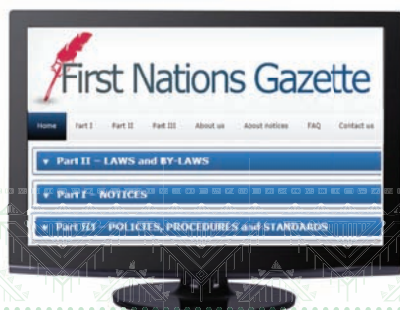 First Nations Gazette
Home Part I Part II Part III About us About notices FAQ Contact us
Part II – LAWS and BY-LAWS
Part I – NOTICES
Part III – POLICIES, PROCEDURES and STANDARDS